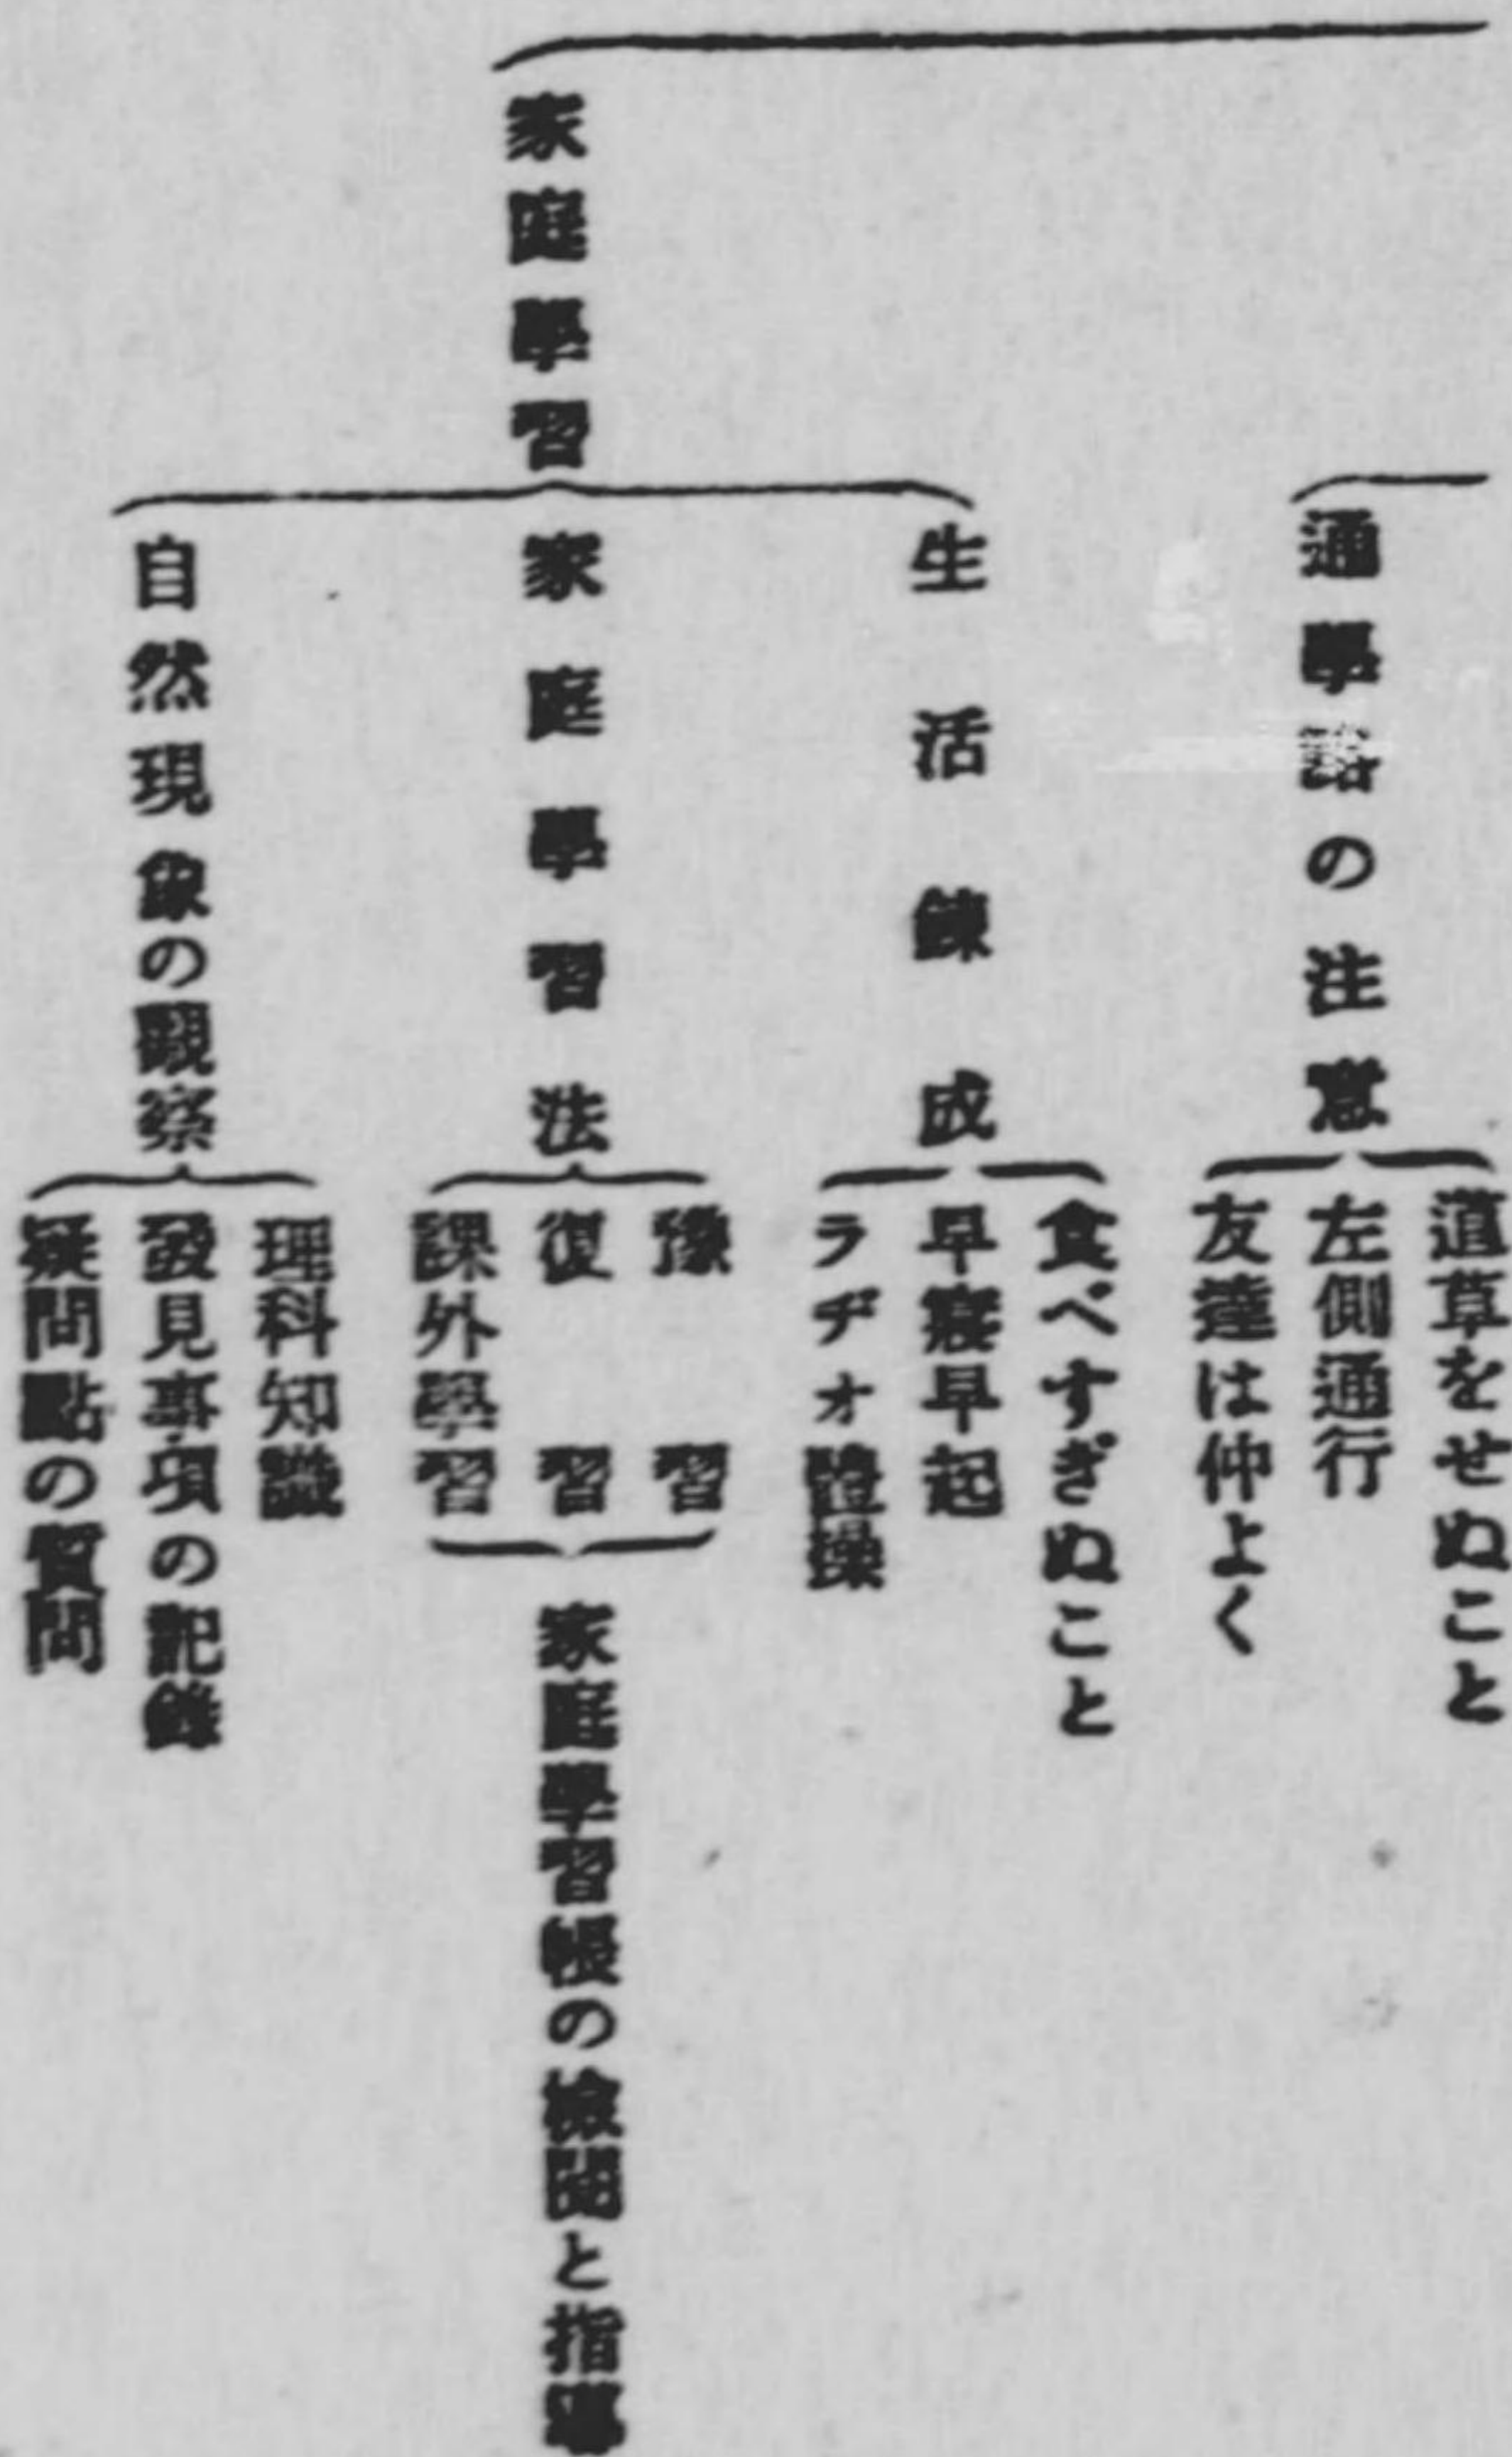 通學路の注意
道草をせぬこと
左側通行
友達は仲よく
家庭學習
生活錬成
食べすぎぬこと
早寢早起
ラヂオ體操
家庭學習法
豫習
復習
課外學習
家庭學習帳の檢閲と指導
自然現象の觀察
理科知識
發見事項の記錄
疑問點の質問